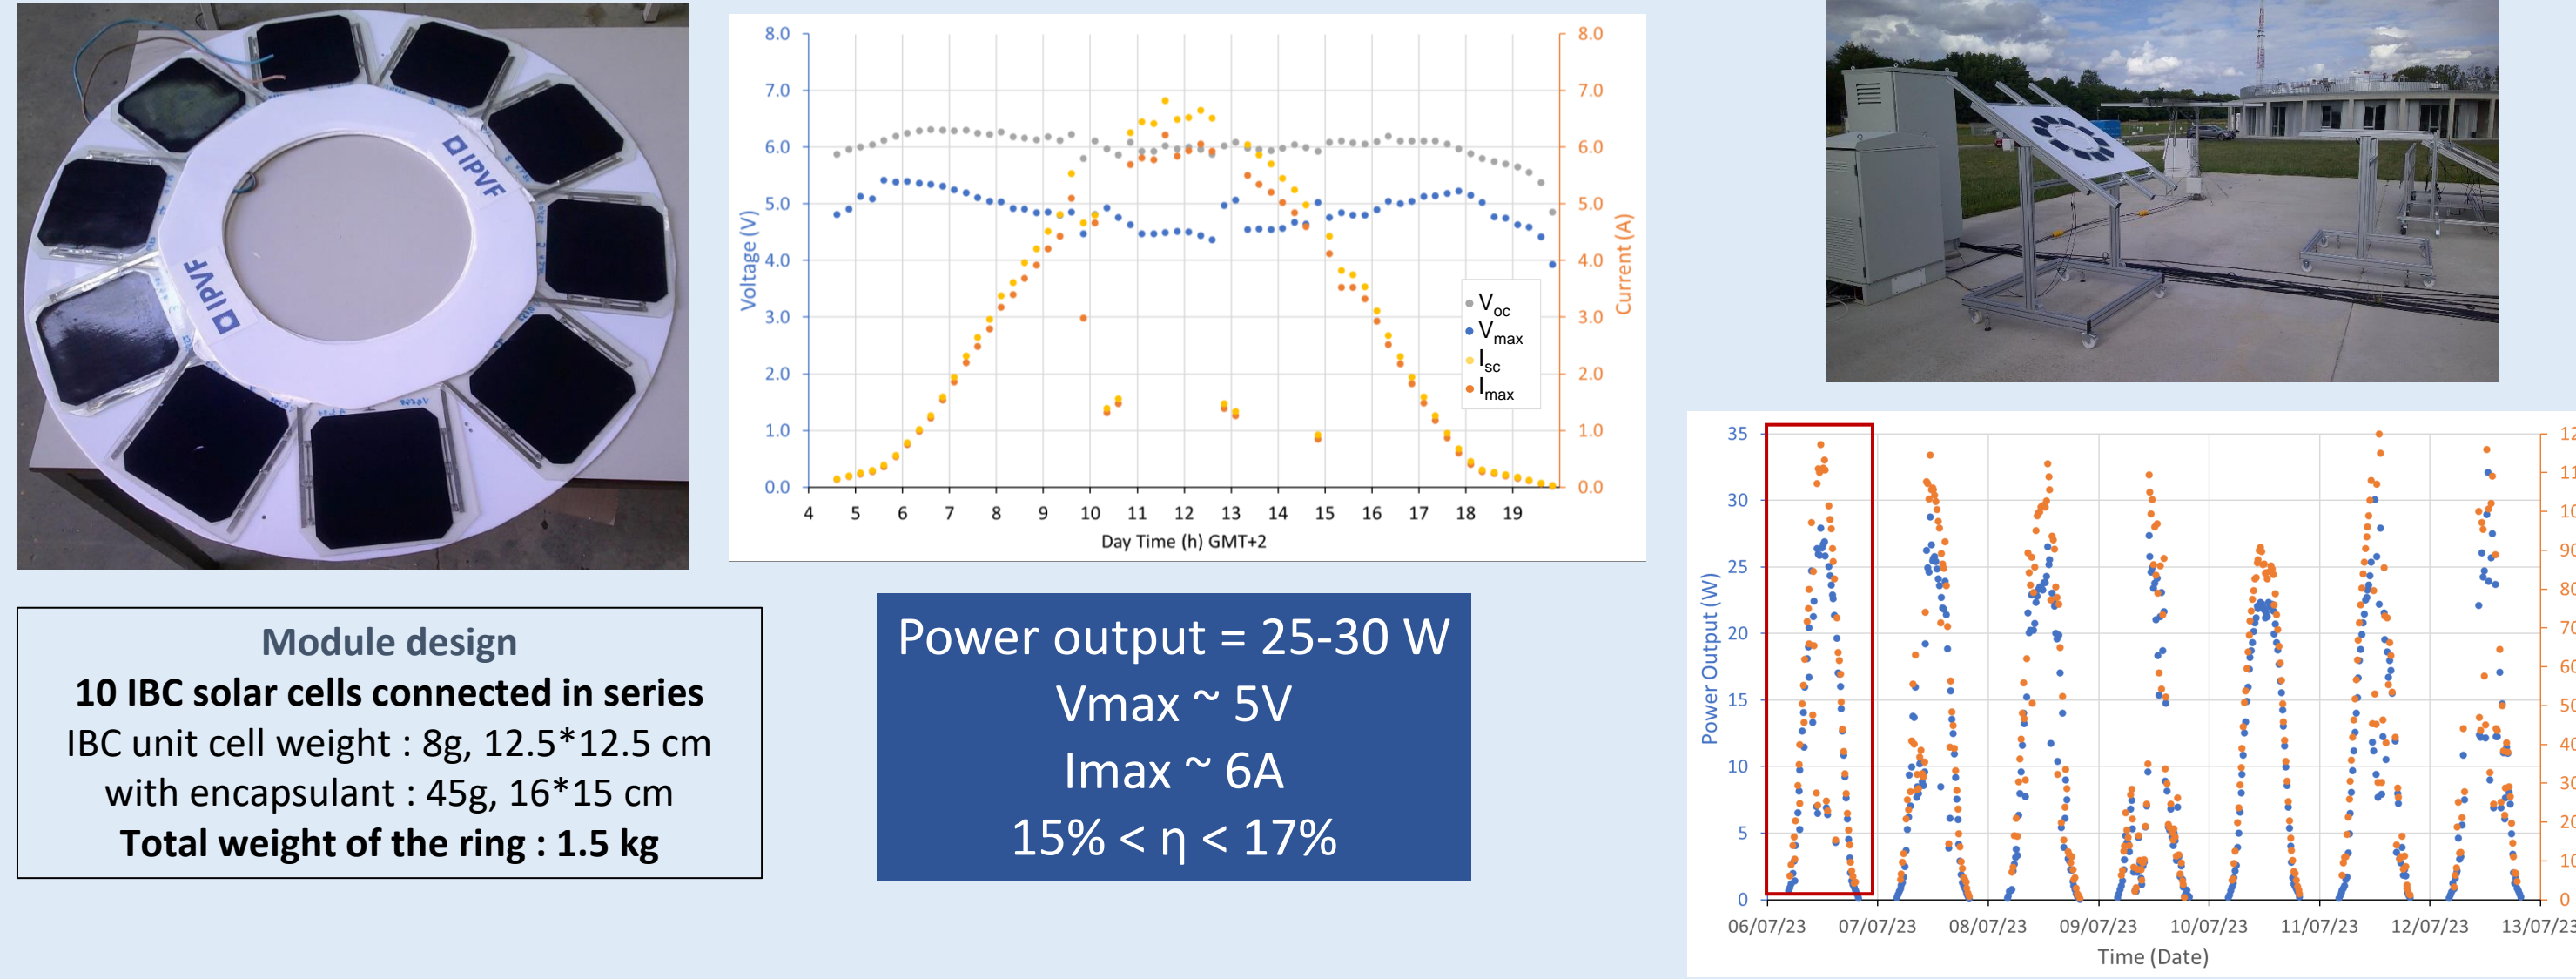 IPVF
IPVF
Module design
10 IBC solar cells connected in series
IBC unit cell weight : 8g, 12.5*12.5 cm
with encapsulant : 45g, 16*15 cm
Total weight of the ring : 1.5 kg
8.0
7.0
6.0
5.0
4.0
3.0
2.0
1.0
0.0
Voltage (V)
8.0
7.0
6.0
5.0
4.0
3.0
2.0
1.0
0.0
Current (A)
Voc
Vmax
Isc
Imax
4 5 6 7 8 9 10 11 12 13 14 15 16 17 18 19
Day Time (h) GMT+2
Power output = 25-30 W
Vmax ~ 5V
Imax ~ 6A
15% < η < 17%
35
30
25
20
15
10
5
0
Power Output (W)
0
06/07/23 07/07/23 08/07/23 09/07/23 10/07/23 11/07/23 12/07/23
Time (Date)